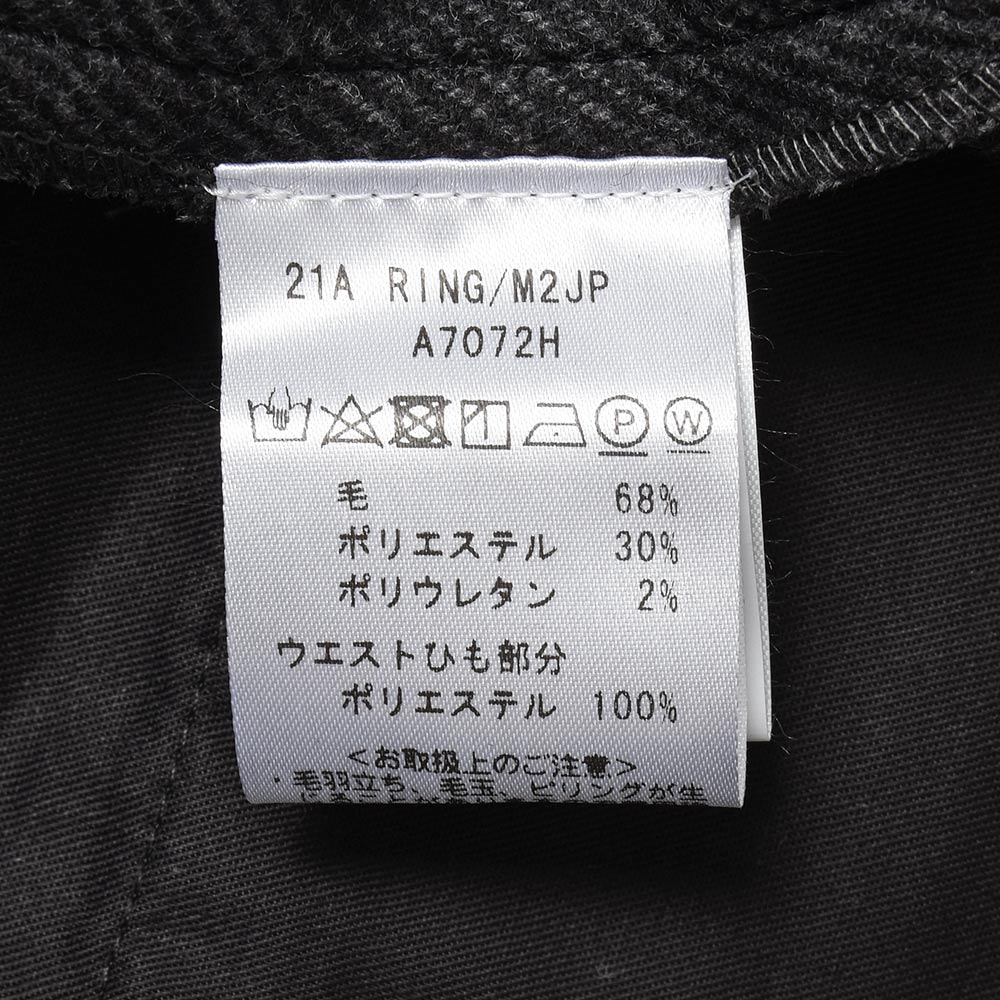 21A RING/M2JP
A7072H
P W
毛 68%
ポリエステル 30%
ポリウレタン 2%
ウエストひも部分
ポリエステル 100%
<お取扱上のご注意>
・毛羽立ち、毛玉、ピリングが生